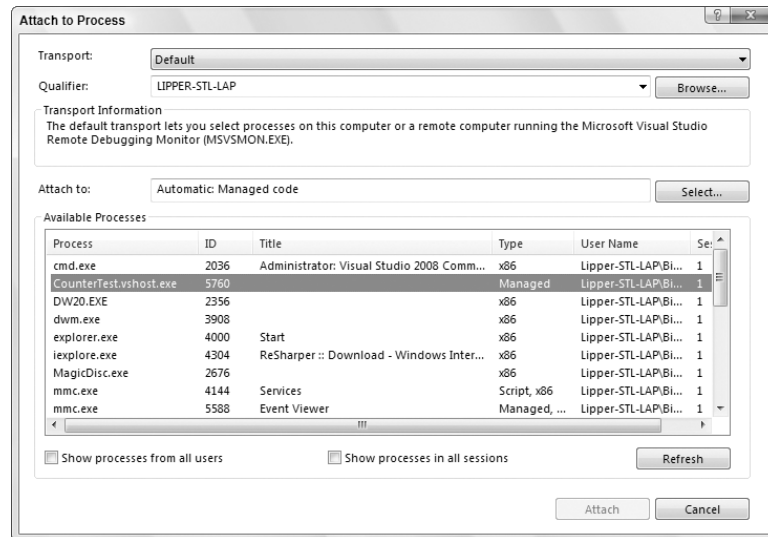 Attach to Process
Transport: Default
Qualifier: LIPPER-STL-LAP Browse...
Transport Information
The default transport lets you select processes on this computer or a remote computer running the Microsoft Visual Studio
Remote Debugging Monitor (MSVSMON.EXE).
Attach to: Automatic: Managed code Select...
Available Processes
Process ID Title Type User Name Se:
cmd.exe 2036 Administrator: Visual Studio 2008 Comm... x86 Lipper-STL-LAP\Bi... 1
CounterTest.vshost.exe 5760 Managed Lipper-STL-LAP\Bi... 1
DW20.EXE 2356 x86 Lipper-STL-LAP\Bi... 1
dwm.exe 3908 x86 Lipper-STL-LAP\Bi... 1
explorer.exe 4000 Start x86 Lipper-STL-LAP\Bi... 1
iexplore.exe 4304 ReSharper :: Download - Windows Inter... x86 Lipper-STL-LAP\Bi... 1
MagicDisc.exe 2676 x86 Lipper-STL-LAP\Bi... 1
mmc.exe 4144 Services Script, x86 Lipper-STL-LAP\Bi... 1
mmc.exe 5588 Event Viewer Managed, ... Lipper-STL-LAP\Bi... 1
Show processes from all users Show processes in all sessions Refresh
Attach Cancel